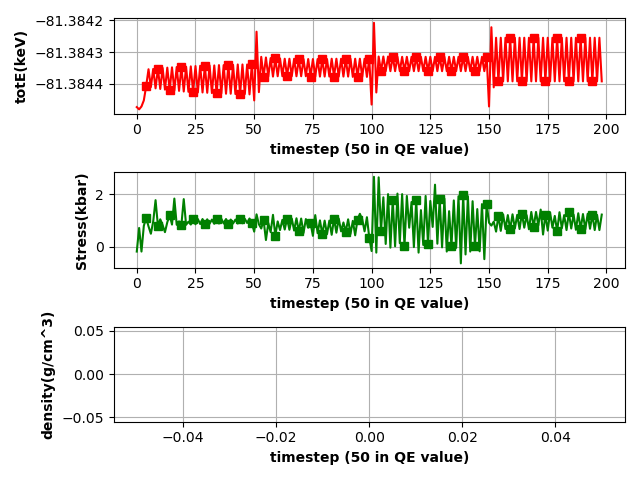 −81.3842
−81.3843
−81.3844
totE(keV)
0 25 50 75 100 125 150 175 200
timestep (50 in QE value)
2
0
Stress(kbar)
0 25 50 75 100 125 150 175 200
timestep (50 in QE value)
0.05
0.00
−0.05
density(g/cm^3)
−0.04 −0.02 0.00 0.02 0.04
timestep (50 in QE value)